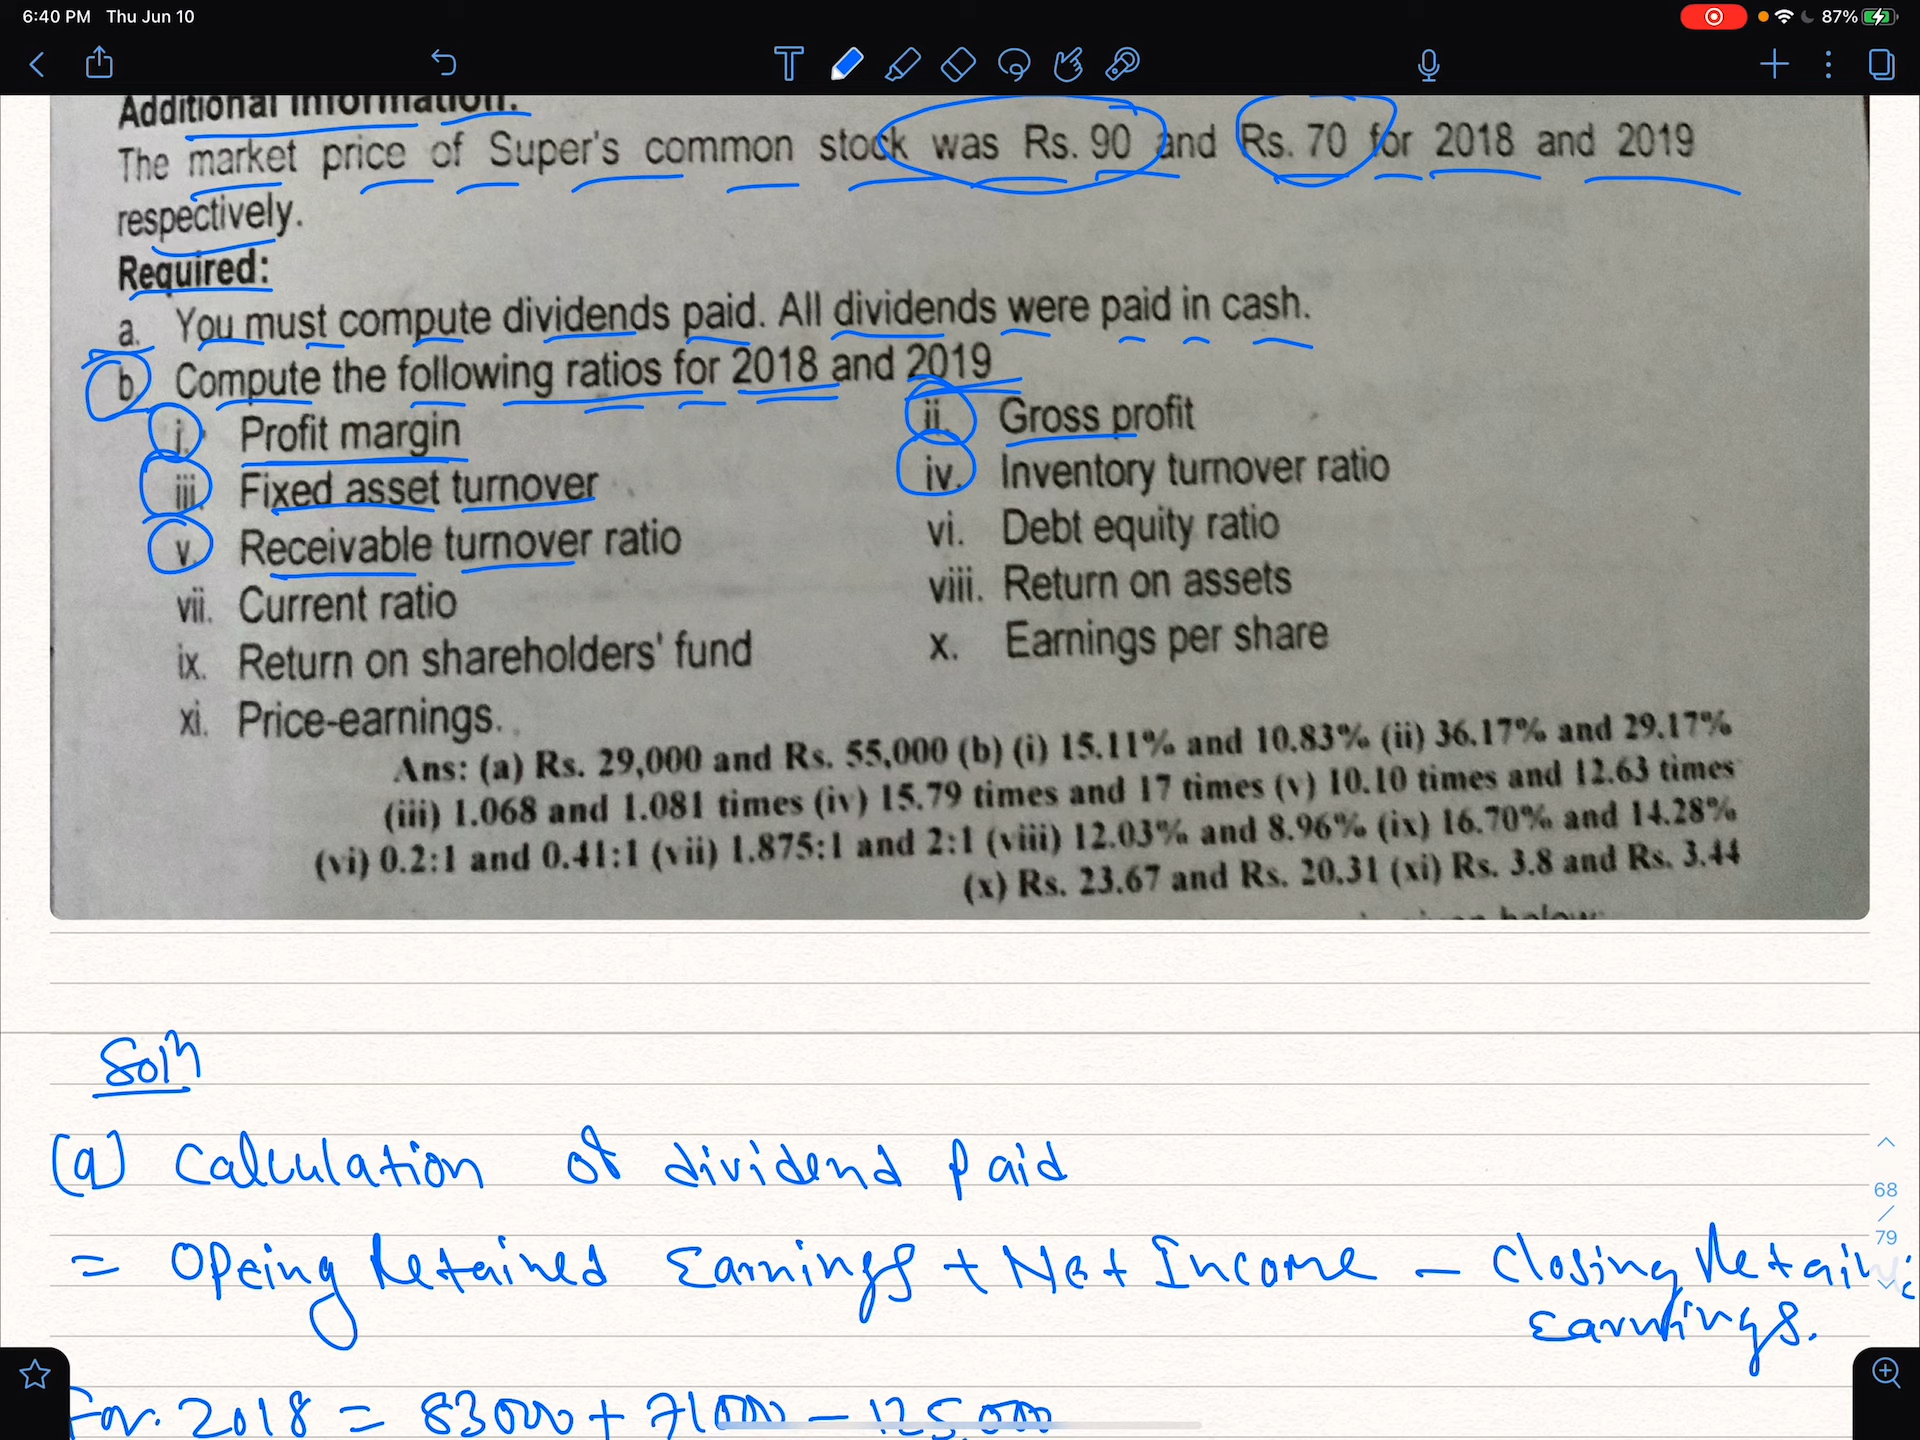 6:40 PM Thu Jun 10
87%
Additional Information:
The market price of Super's common stock was Rs. 90 and Rs. 70 for 2018 and 2019
respectively.
Required:
a. You must compute dividends paid. All dividends were paid in cash.
b. Compute the following ratios for 2018 and 2019
i. Profit margin ii. Gross profit
iii. Fixed asset turnover iv. Inventory turnover ratio
v. Receivable turnover ratio vi. Debt equity ratio
vii. Current ratio viii. Return on assets
ix. Return on shareholders' fund x. Earnings per share
xi. Price-earnings.
Ans: (a) Rs. 29,000 and Rs. 55,000 (b) (i) 15.11% and 10.83% (ii) 36.17% and 29.17%
(iii) 1.068 and 1.081 times (iv) 15.79 times and 17 times (v) 10.10 times and 12.63 times
(vi) 0.2:1 and 0.41:1 (vii) 1.875:1 and 2:1 (viii) 12.03% and 8.96% (ix) 16.70% and 14.28%
(x) Rs. 23.67 and Rs. 20.31 (xi) Rs. 3.8 and Rs. 3.44
given below:
Soln
(a) Calculation of dividend Paid
= Opeing Retained Earnings + Net Income - Closing Retain
Earnings.
For 2018 = 83000 + 71000 - 125,000
68
/
79